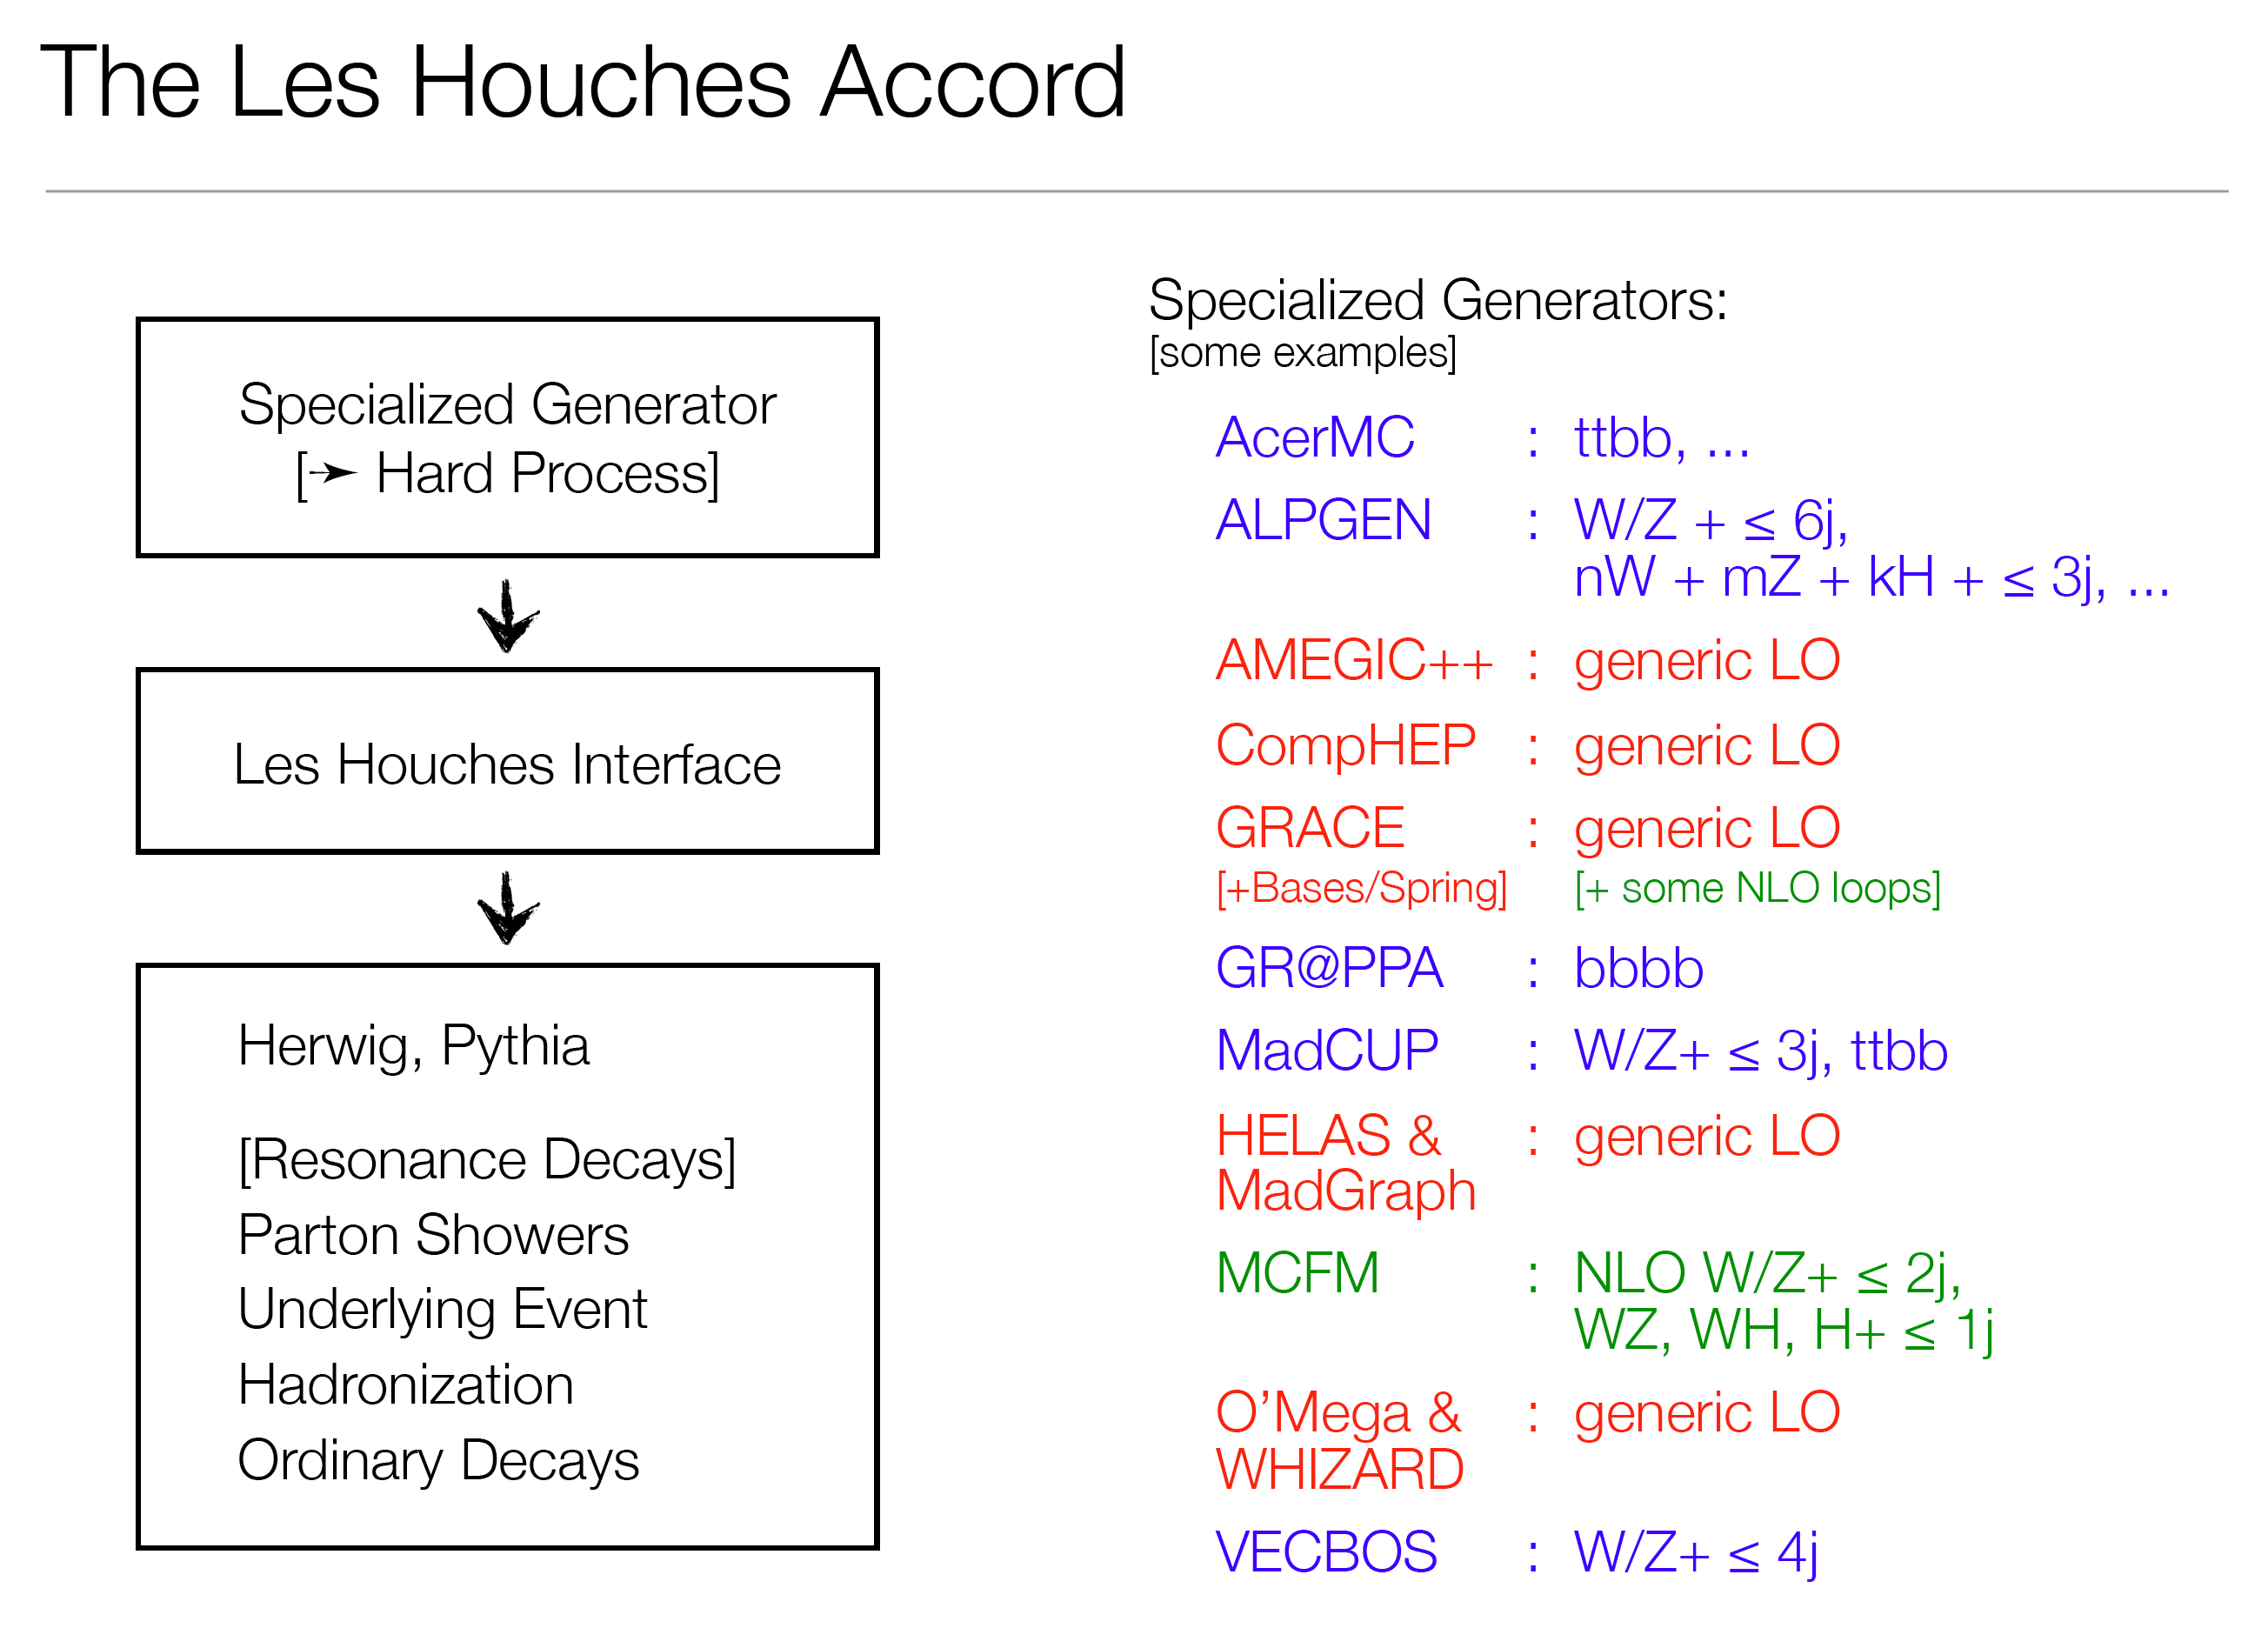 The Les Houches Accord
Specialized Generator
[➛ Hard Process]
Les Houches Interface
Herwig, Pythia
[Resonance Decays]
Parton Showers
Underlying Event
Hadronization
Ordinary Decays
Specialized Generators:
[some examples]
AcerMC : ttbb, ...
ALPGEN : W/Z + ≤ 6j,
nW + mZ + kH + ≤ 3j, ...
AMEGIC++ : generic LO
CompHEP : generic LO
GRACE : generic LO
[+Bases/Spring] [+ some NLO loops]
GR@PPA : bbbb
MadCUP : W/Z+ ≤ 3j, ttbb
HELAS & : generic LO
MadGraph
MCFM : NLO W/Z+ ≤ 2j,
WZ, WH, H+ ≤ 1j
O’Mega & : generic LO
WHIZARD
VECBOS : W/Z+ ≤ 4j